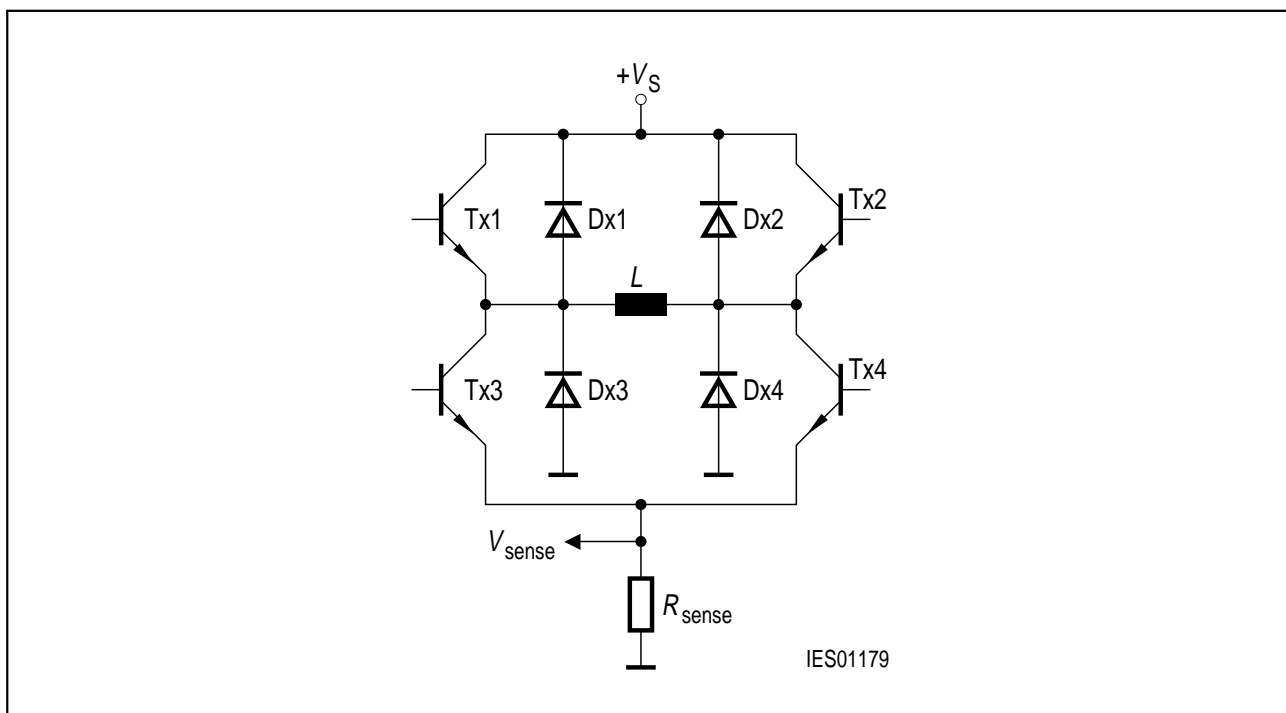 +VS
Tx1
Dx1
Dx2
Tx2
L
Tx3
Dx3
Dx4
Tx4
Vsense
Rsense
IES01179